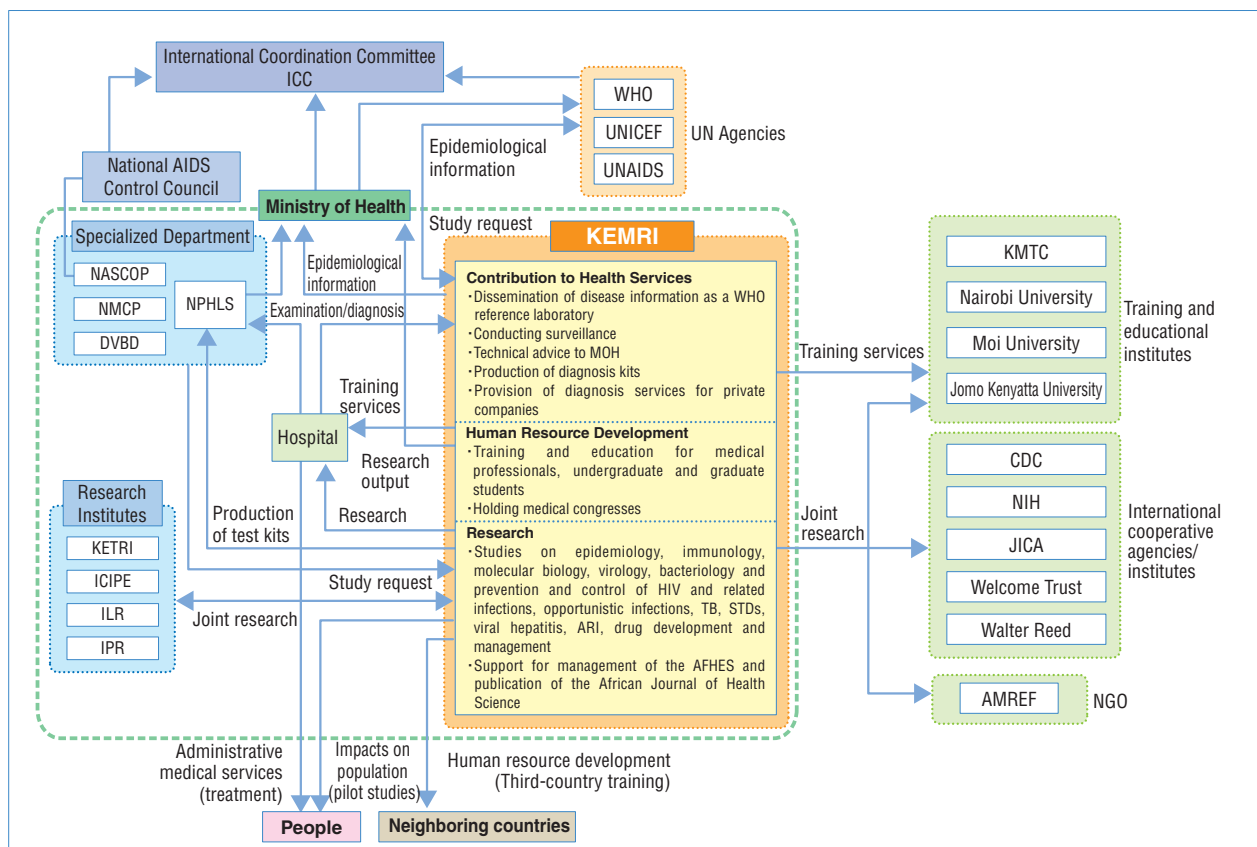 International Coordination Committee
ICC
WHO
UNICEF
UNAIDS
UN Agencies
Epidemiological
information
National AIDS
Control Council
Ministry of Health
Study request
Specialized Department
NASCOP
NMCP
DVBD
NPHLS
Epidemiological
information
Examination/diagnosis
KEMRI
Contribution to Health Services
・Dissemination of disease information as a WHO
reference laboratory
・Conducting surveillance
・Technical advice to MOH
・Production of diagnosis kits
・Provision of diagnosis services for private
companies
Human Resource Development
・Training and education for medical
professionals, undergraduate and graduate
students
・Holding medical congresses
Research
・Studies on epidemiology, immunology,
molecular biology, virology, bacteriology and
prevention and control of HIV and related
infections, opportunistic infections, TB, STDs,
viral hepatitis, ARI, drug development and
management
・Support for management of the AFHES and
publication of the African Journal of Health
Science
Training
services
Hospital
Research
output
Research
Production
of test kits
Study request
Joint research
Research
Institutes
KETRI
ICIPE
ILR
IPR
Training services
KMTC
Nairobi University
Moi University
Jomo Kenyatta University
Training and
educational
institutes
Joint
research
CDC
NIH
JICA
Welcome Trust
Walter Reed
International
cooperative
agencies/
institutes
AMREF
NGO
Administrative
medical services
(treatment)
Impacts on
population
(pilot studies)
Human resource development
(Third-country training)
People
Neighboring countries